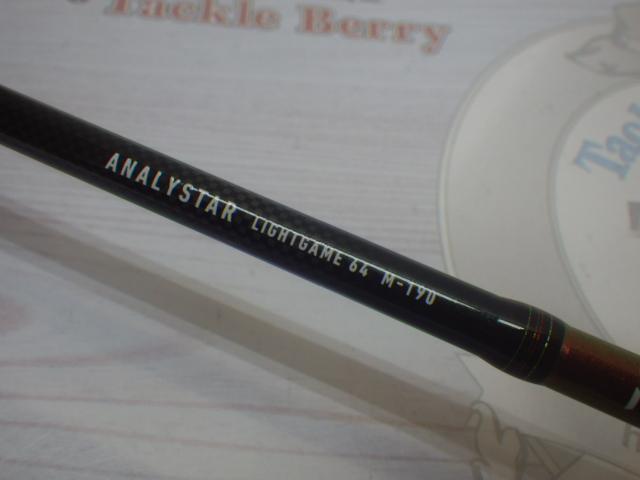 Tackle Berry
ANALYSTAR LIGHTGAME 64 M-190